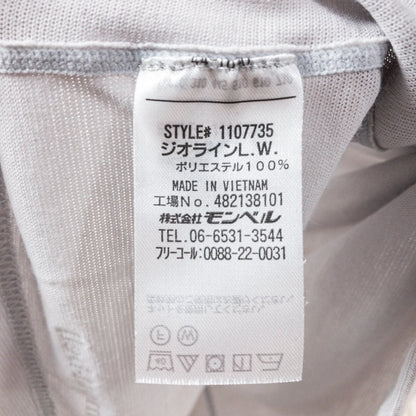 STYLE# 1107735
ジオラインL.W.
ポリエステル100%
MADE IN VIETNAM
工場No.482138101
株式会社モンベル
TEL.06-6531-3544
フリーコール:0088-22-0031